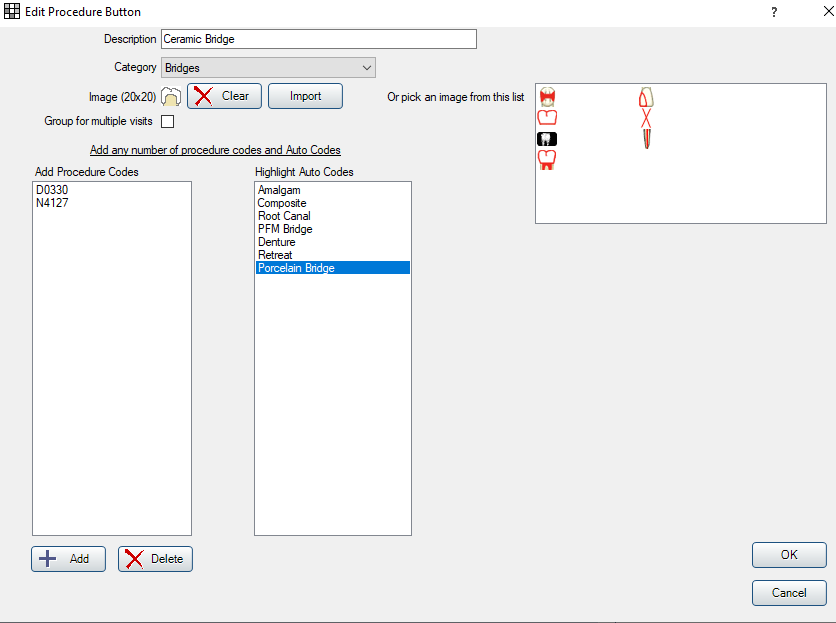 Edit Procedure Button
?
Description Ceramic Bridge
Category Bridges
Image (20x20) Clear Import Or pick an image from this list
Group for multiple visits
Add any number of procedure codes and Auto Codes
Add Procedure Codes
D0330
N4127
Highlight Auto Codes
Amalgam
Composite
Root Canal
PFM Bridge
Denture
Retreat
Porcelain Bridge
Add Delete
OK
Cancel